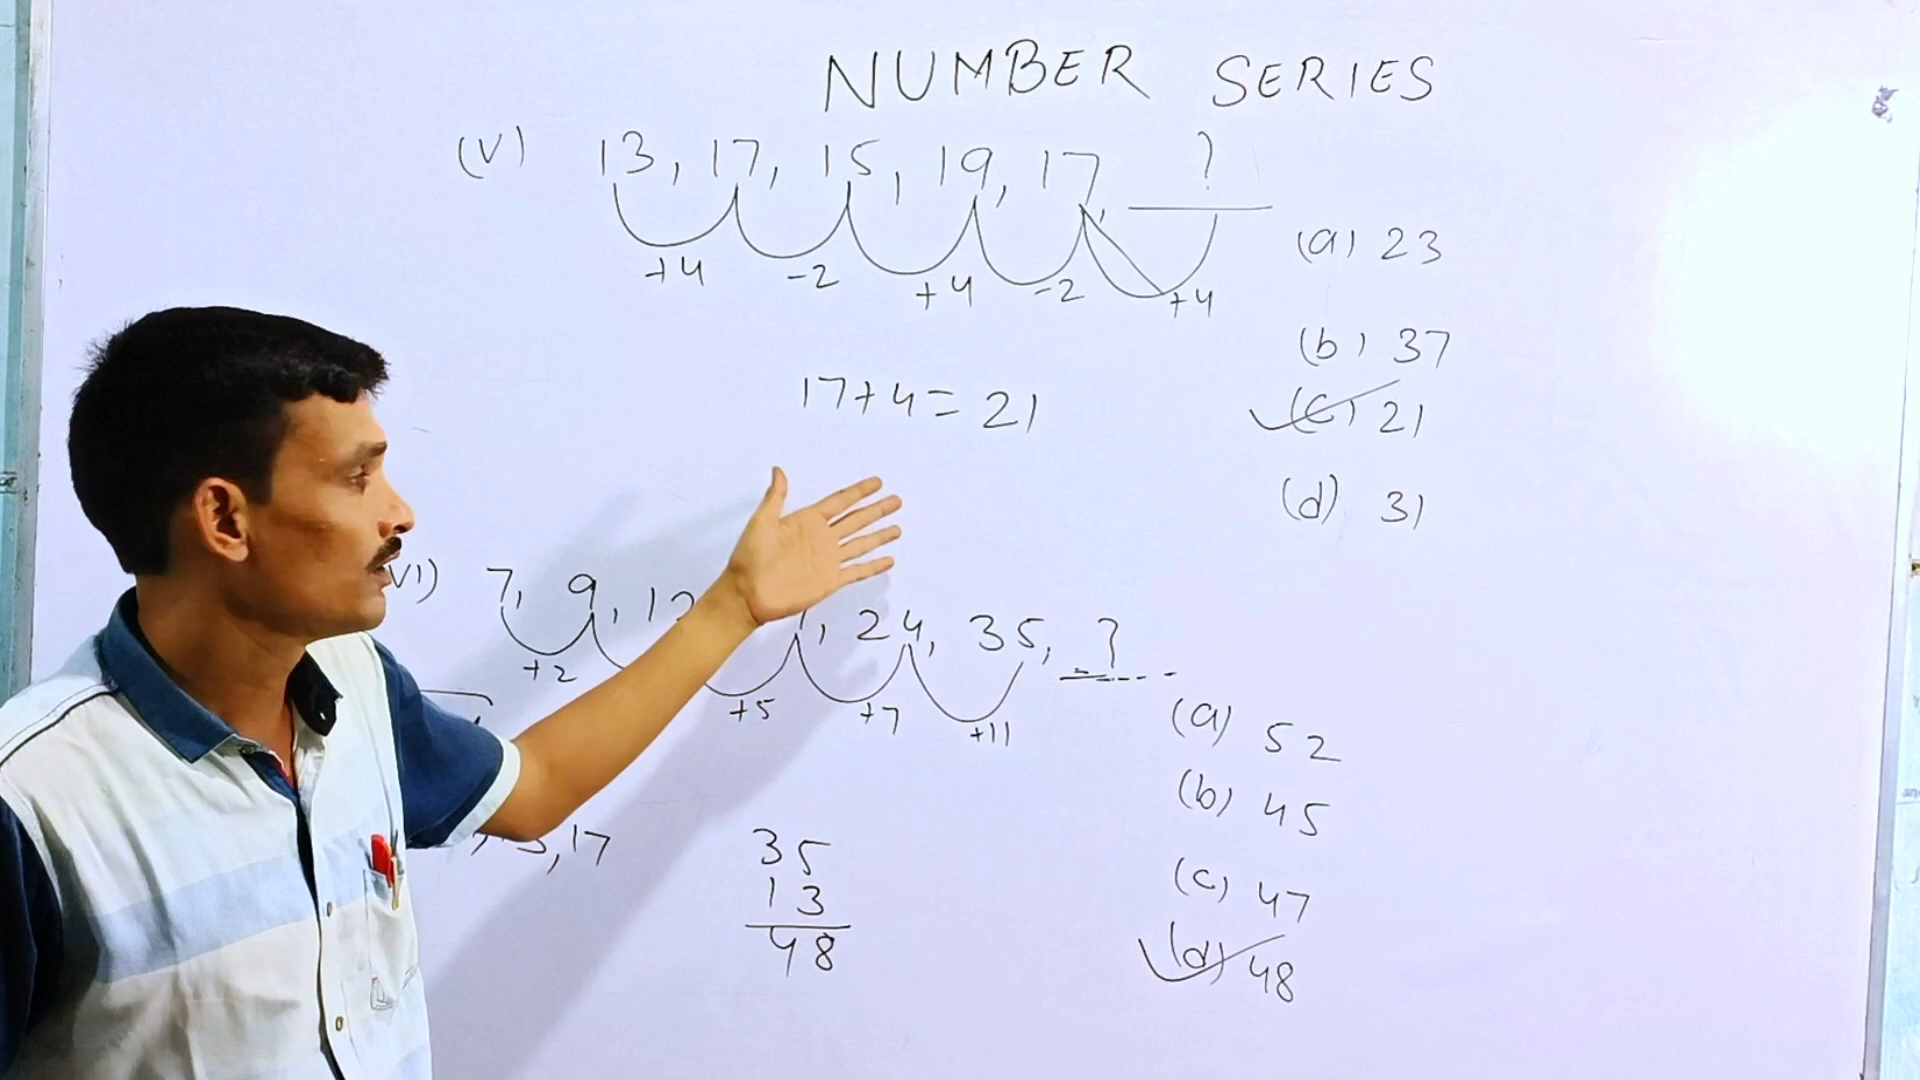 NUMBER SERIES
(V) 13, 17, 15, 19, 17, ?
+4 -2 +4 -2 +4
(a) 23
(b) 37
17+4=21
(c) 21
(d) 31
VI) 7, 9, 12 , 24, 35, ?
+2 +5 +7 +11
(a) 52
(b) 45
,17
35
13
48
(c) 47
(d) 48